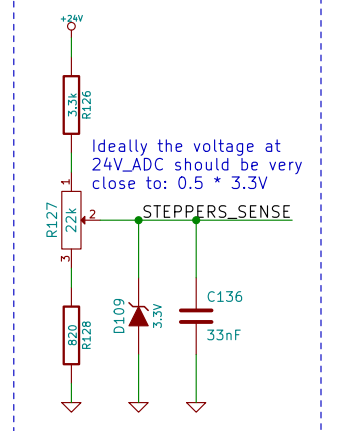 +24V
3.3k
R126
Ideally the voltage at
24V_ADC should be very
close to: 0.5 * 3.3V
1
R127
22k
2
STEPPERS_SENSE
3
D109
3.3V
C136
33nF
820
R128